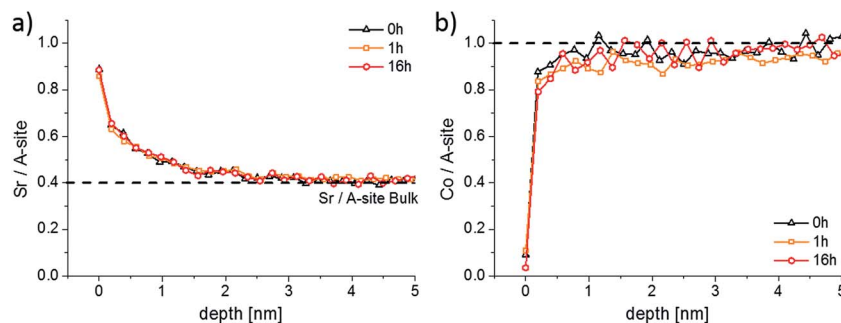 a)
0h
1h
16h
1.0
0.8
0.6
0.4
0.2
0.0
Sr / A-site
Sr / A-site Bulk
0 1 2 3 4 5
depth [nm]
b)
1.0
0.8
0.6
0.4
0.2
0.0
Co / A-site
0h
1h
16h
0 1 2 3 4 5
depth [nm]